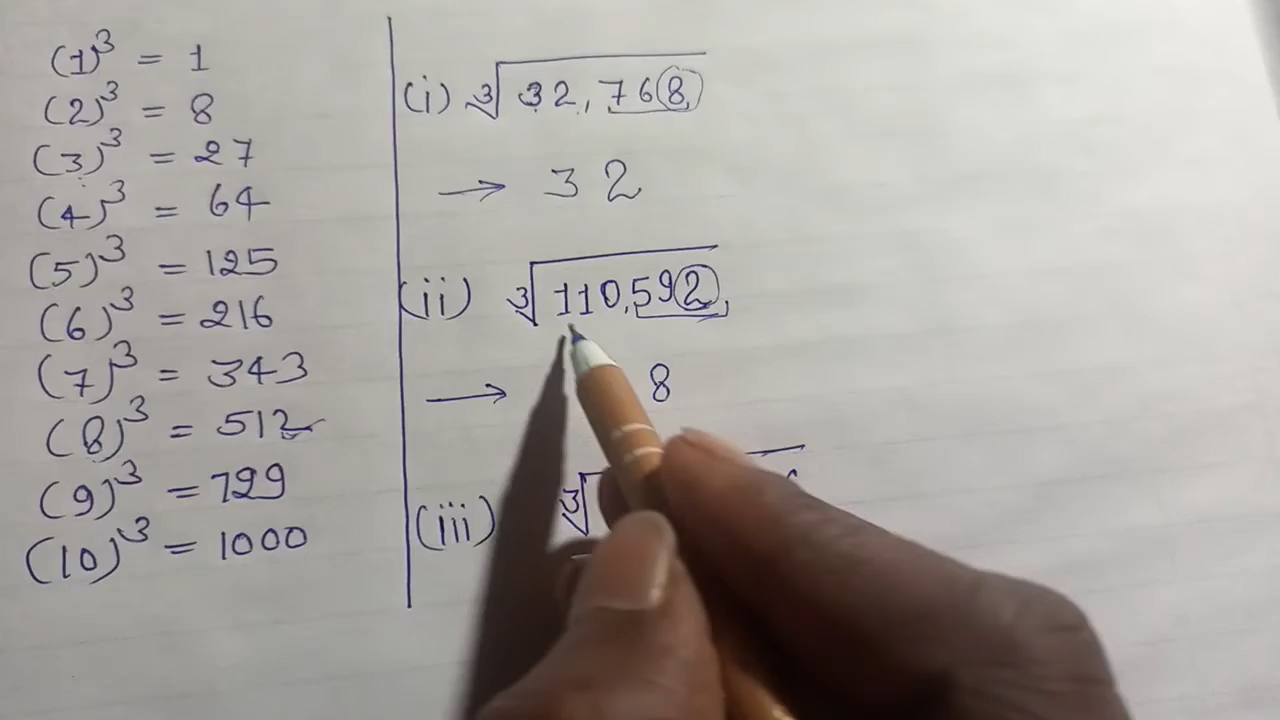 (1)³ = 1
(2)³ = 8
(3)³ = 27
(4)³ = 64
(5)³ = 125
(6)³ = 216
(7)³ = 343
(8)³ = 512
(9)³ = 729
(10)³ = 1000
(i) ∛32,768
→ 32
(ii) ∛110,592
→ 8
(iii) ∛